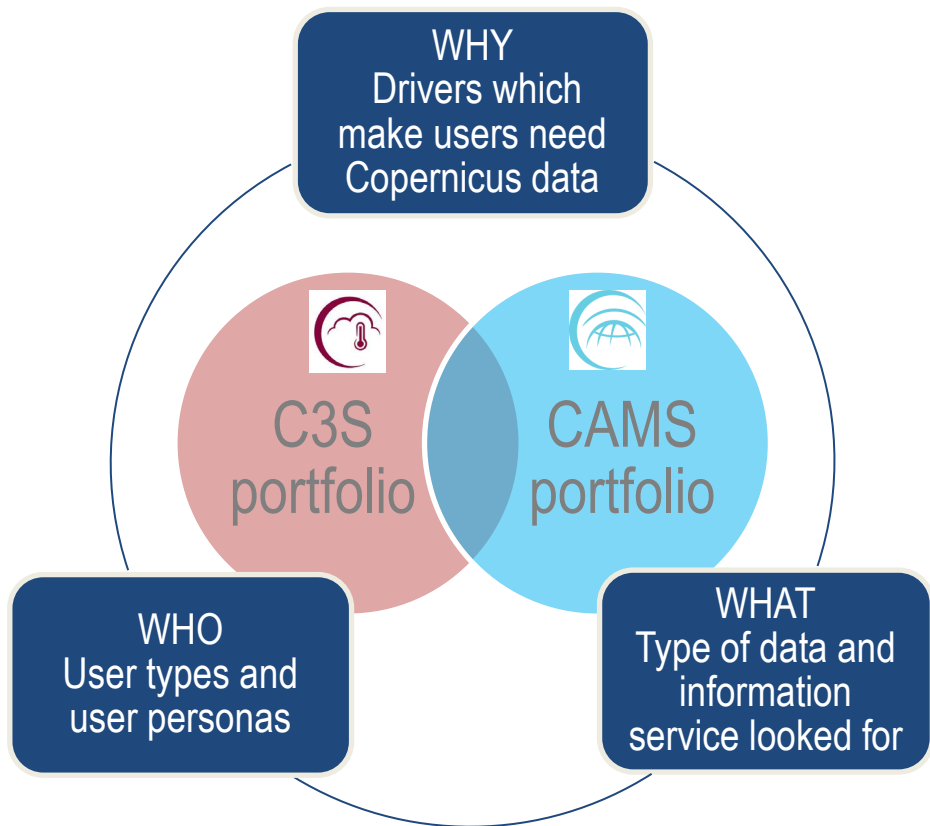 WHY
Drivers which
make users need
Copernicus data
C3S
portfolio
CAMS
portfolio
WHO
User types and
user personas
WHAT
Type of data and
information
service looked for